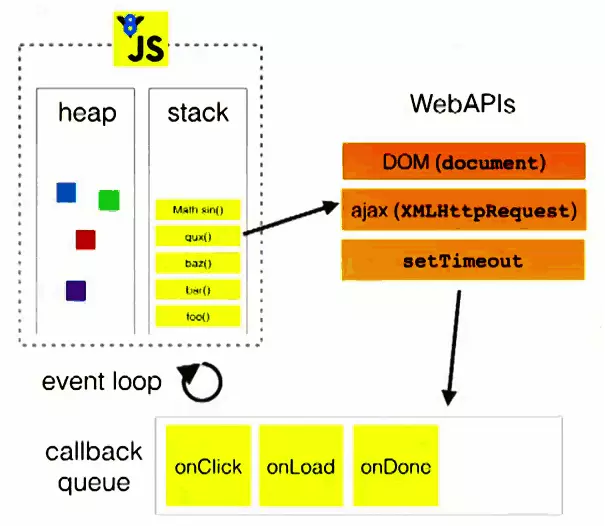 JS
heap
stack
WebAPIs
Math sin()
qux()
baz()
bar()
foo()
DOM (document)
ajax (XMLHttpRequest)
setTimeout
event loop
callback
queue
onClick
onLoad
onDone